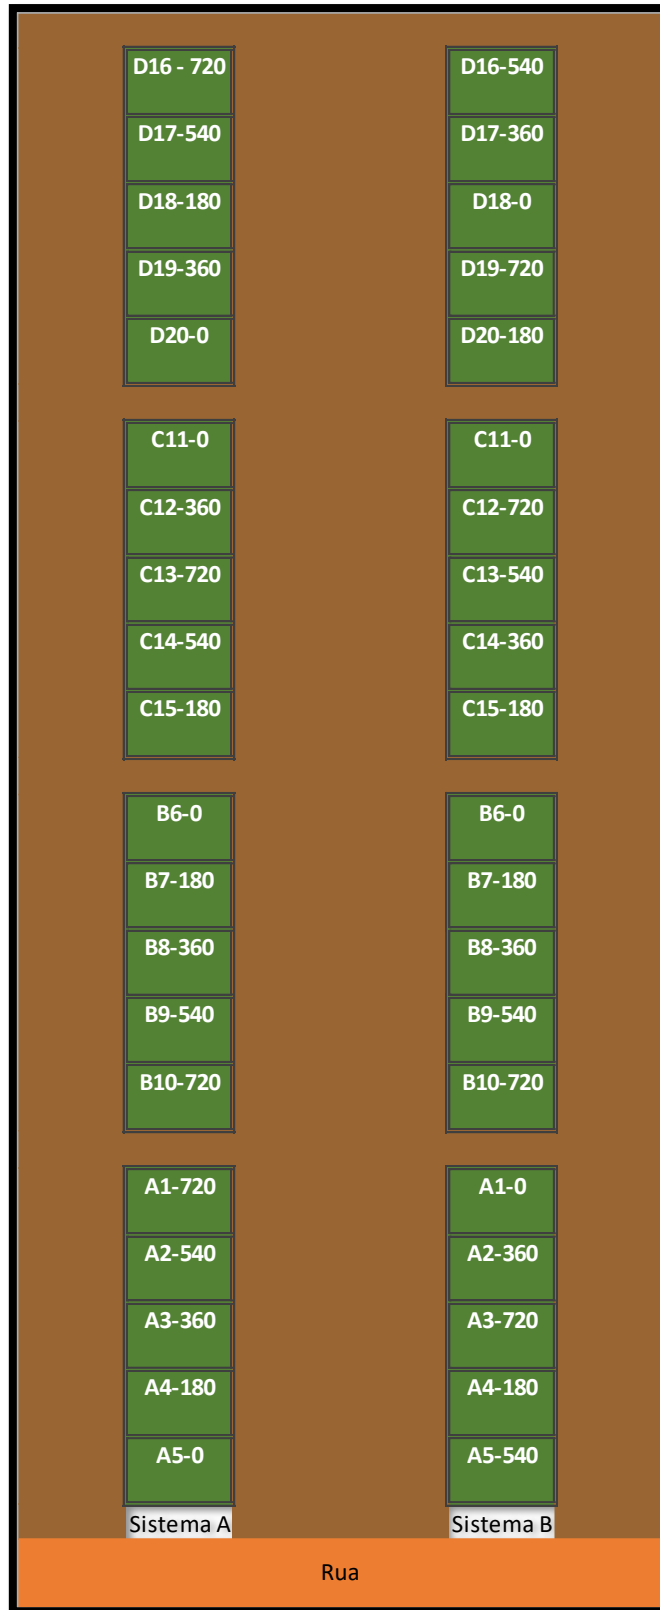 D16 - 720
D17-540
D18-180
D19-360
D20-0
C11-0
C12-360
C13-720
C14-540
C15-180
B6-0
B7-180
B8-360
B9-540
B10-720
A1-720
A2-540
A3-360
A4-180
A5-0
Sistema A
D16-540
D17-360
D18-0
D19-720
D20-180
C11-0
C12-720
C13-540
C14-360
C15-180
B6-0
B7-180
B8-360
B9-540
B10-720
A1-0
A2-360
A3-720
A4-180
A5-540
Sistema B
Rua